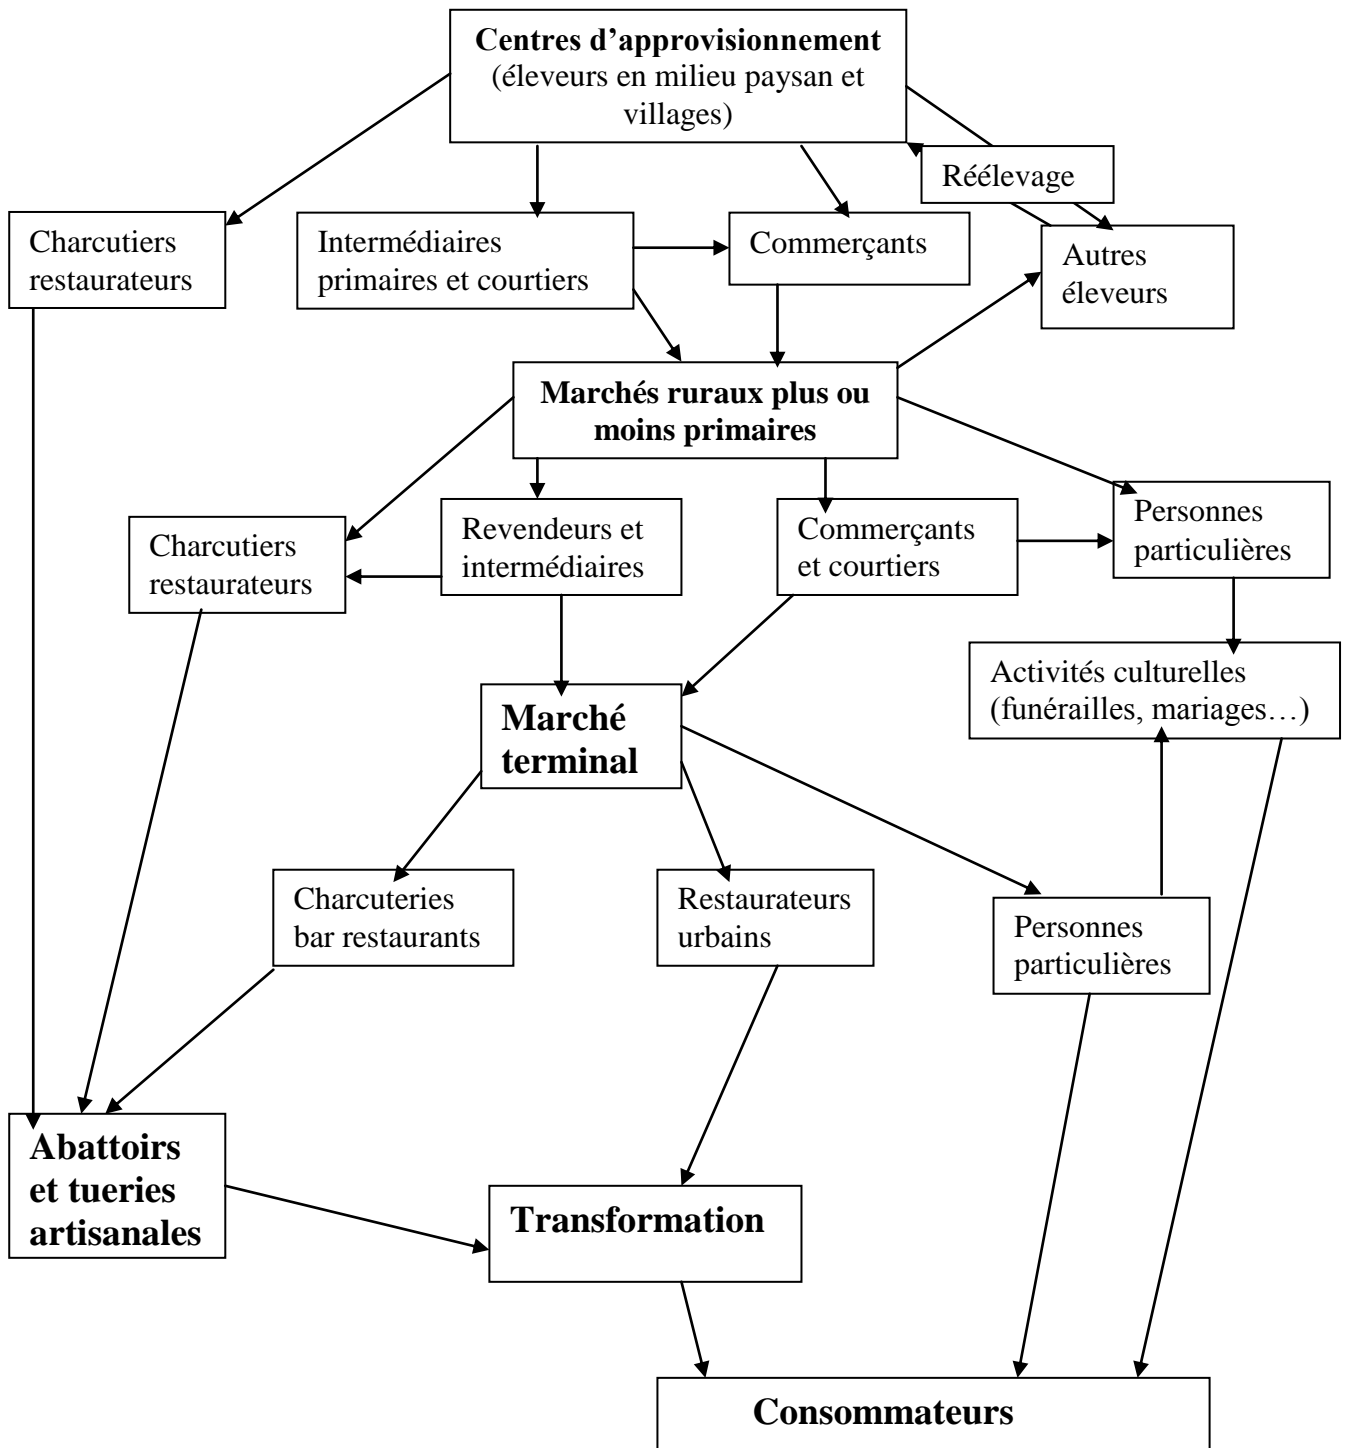 Centres d'approvisionnement
(éleveurs en milieu paysan et
villages)
Réélevage
Charcutiers
restaurateurs
Intermédiaires
primaires et courtiers
Commerçants
Autres
éleveurs
Marchés ruraux plus ou
moins primaires
Charcutiers
restaurateurs
Revendeurs et
intermédiaires
Commerçants
et courtiers
Personnes
particulières
Activités culturelles
(funérailles, mariages…)
Marché
terminal
Charcuteries
bar restaurants
Restaurateurs
urbains
Personnes
particulières
Abattoirs
et tueries
artisanales
Transformation
Consommateurs